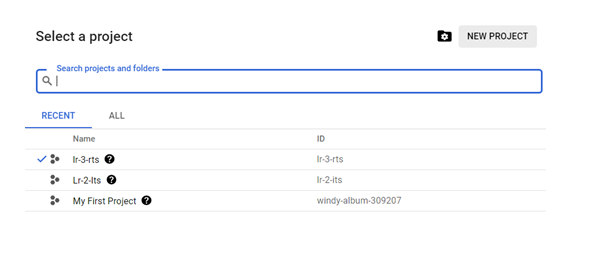 Select a project
NEW PROJECT
Search projects and folders
RECENT
ALL
Name
ID
lr-3-rts
lr-3-rts
Lr-2-Its
lr-2-its
My First Project
windy-album-309207